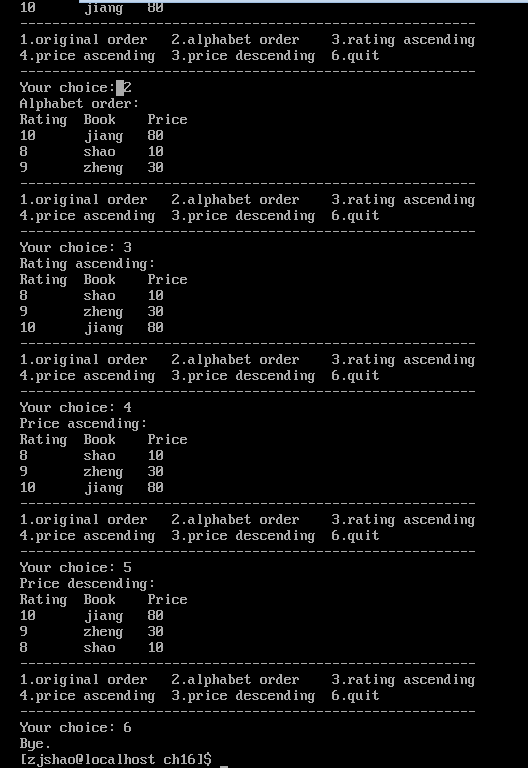 10      jiang   80
---------------------------------------------------------
1.original order   2.alphabet order    3.rating ascending
4.price ascending  3.price descending  6.quit
---------------------------------------------------------
Your choice: 2
Alphabet order:
Rating  Book    Price
10      jiang   80
8       shao    10
9       zheng   30
---------------------------------------------------------
1.original order   2.alphabet order    3.rating ascending
4.price ascending  3.price descending  6.quit
---------------------------------------------------------
Your choice: 3
Rating ascending:
Rating  Book    Price
8       shao    10
9       zheng   30
10      jiang   80
---------------------------------------------------------
1.original order   2.alphabet order    3.rating ascending
4.price ascending  3.price descending  6.quit
---------------------------------------------------------
Your choice: 4
Price ascending:
Rating  Book    Price
8       shao    10
9       zheng   30
10      jiang   80
---------------------------------------------------------
1.original order   2.alphabet order    3.rating ascending
4.price ascending  3.price descending  6.quit
---------------------------------------------------------
Your choice: 5
Price descending:
Rating  Book    Price
10      jiang   80
9       zheng   30
8       shao    10
---------------------------------------------------------
1.original order   2.alphabet order    3.rating ascending
4.price ascending  3.price descending  6.quit
---------------------------------------------------------
Your choice: 6
Bye.
[zjshao@localhost ch16]$ _